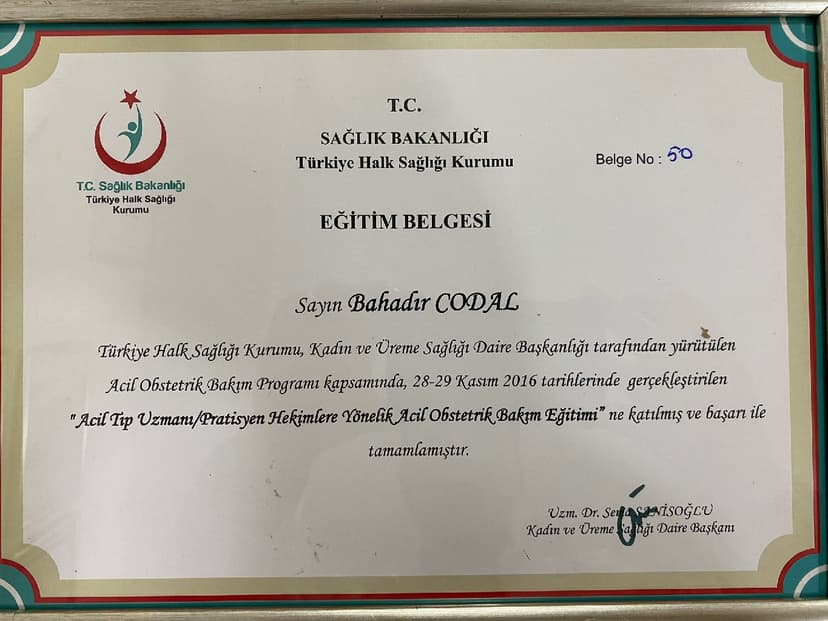 T.C.
SAĞLIK BAKANLIĞI
Türkiye Halk Sağlığı Kurumu
Belge No : 50
T.C. Sağlık Bakanlığı
Türkiye Halk Sağlığı
Kurumu
EĞİTİM BELGESİ
Sayın Bahadır CODAL
Türkiye Halk Sağlığı Kurumu, Kadın ve Üreme Sağlığı Daire Başkanlığı tarafından yürütülen
Acil Obstetrik Bakım Programı kapsamında, 28-29 Kasım 2016 tarihlerinde gerçekleştirilen
" Acil Tıp Uzmanı/Pratisyen Hekimlere Yönelik Acil Obstetrik Bakım Eğitimi" ne katılmış ve başarı ile
tamamlamıştır.
Uzm. Dr. Sema SANİSOĞLU
Kadın ve Üreme Sağlığı Daire Başkanı